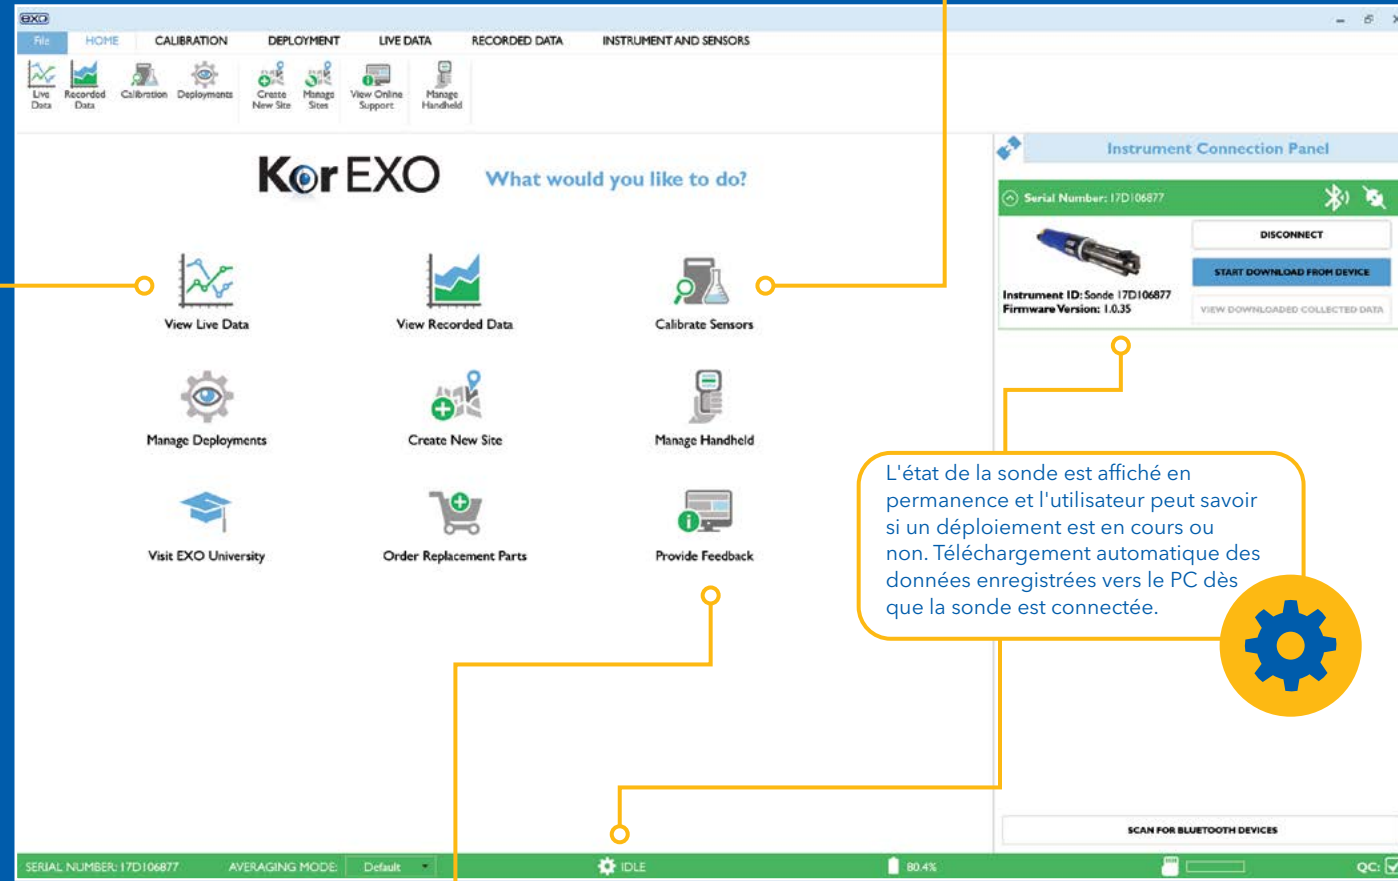 EXO
File HOME CALIBRATION DEPLOYMENT LIVE DATA RECORDED DATA INSTRUMENT AND SENSORS
Live Data
Recorded Data
Calibration
Deployments
Create New Site
Manage Sites
View Online Support
Manage Handheld
KorEXO What would you like to do?
View Live Data
View Recorded Data
Calibrate Sensors
Manage Deployments
Create New Site
Manage Handheld
Visit EXO University
Order Replacement Parts
Provide Feedback
Instrument Connection Panel
Serial Number: 17D106877
DISCONNECT
START DOWNLOAD FROM DEVICE
VIEW DOWNLOADED COLLECTED DATA
Instrument ID: Sonde 17D106877
Firmware Version: 1.0.35
L'état de la sonde est affiché en
permanence et l'utilisateur peut savoir
si un déploiement est en cours ou
non. Téléchargement automatique des
données enregistrées vers le PC dès
que la sonde est connectée.
SCAN FOR BLUETOOTH DEVICES
SERIAL NUMBER: 17D106877 AVERAGING MODE: Default IDLE 80.4% QC: